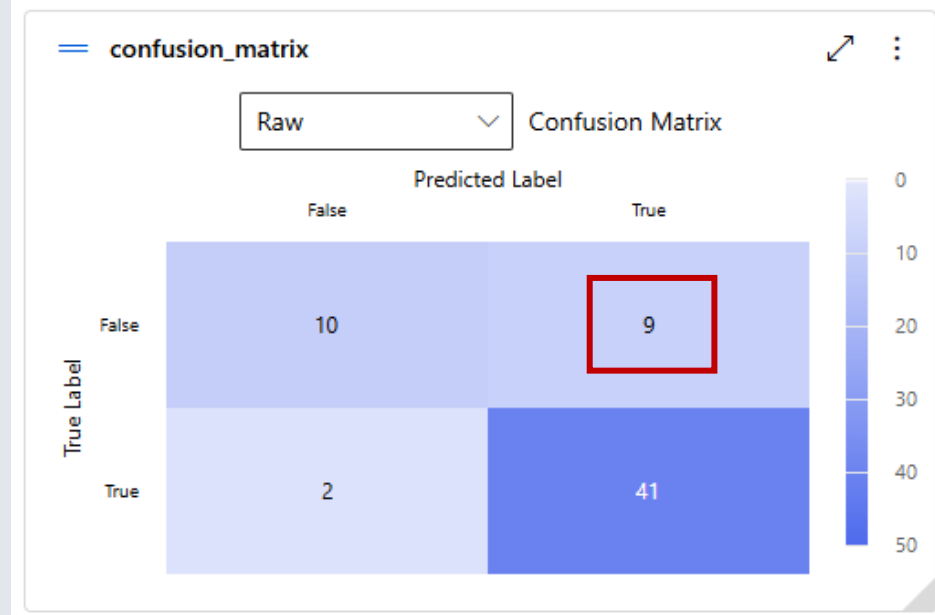 confusion_matrix
Raw Confusion Matrix
Predicted Label
False True
0
10
20
30
40
50
True Label
False 10 9
True 2 41